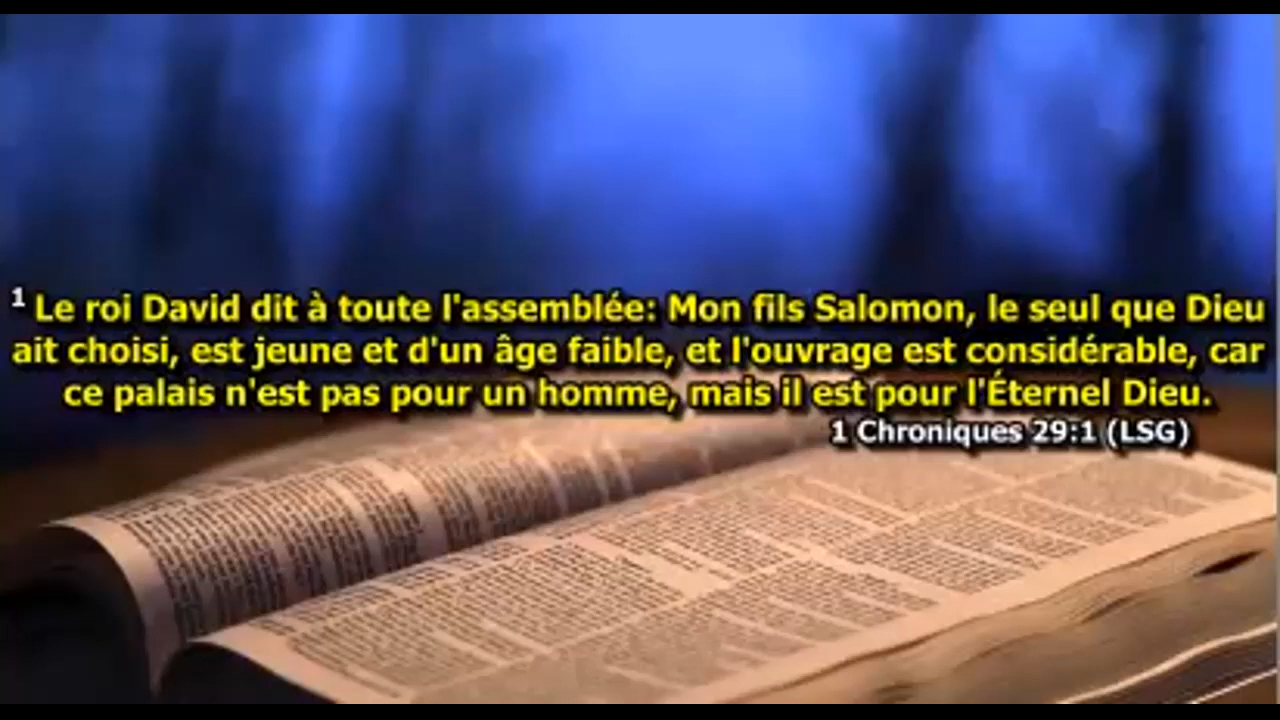 1 Le roi David dit à toute l'assemblée: Mon fils Salomon, le seul que Dieu
ait choisi, est jeune et d'un âge faible, et l'ouvrage est considérable, car
ce palais n'est pas pour un homme, mais il est pour l'Éternel Dieu.
1 Chroniques 29:1 (LSG)